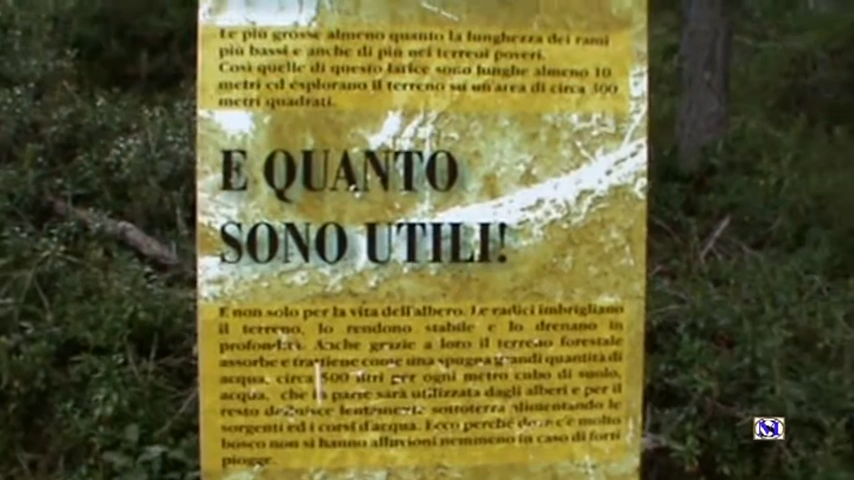 Le più grosse almeno quanto la lunghezza dei rami
più bassi e anche di più nei terreni poveri.
Così quelle di questo larice sono lunghe almeno 10
metri ed esplorano il terreno su un'area di circa 300
metri quadrati.
E QUANTO
SONO UTILI!
E non solo per la vita dell'albero. Le radici imbrigliano
il terreno, lo rendono stabile e lo drenano in
profondità. Anche grazie a loro il terreno forestale
assorbe e trattiene come una spugna grandi quantità di
acqua, circa 500 litri per ogni metro cubo di suolo,
acqua, che in parte sarà utilizzata dagli alberi e per il
resto defluisce lentamente sottoterra alimentando le
sorgenti ed i corsi d'acqua. Ecco perché dove c'è molto
bosco non si hanno alluvioni nemmeno in caso di forti
piogge.